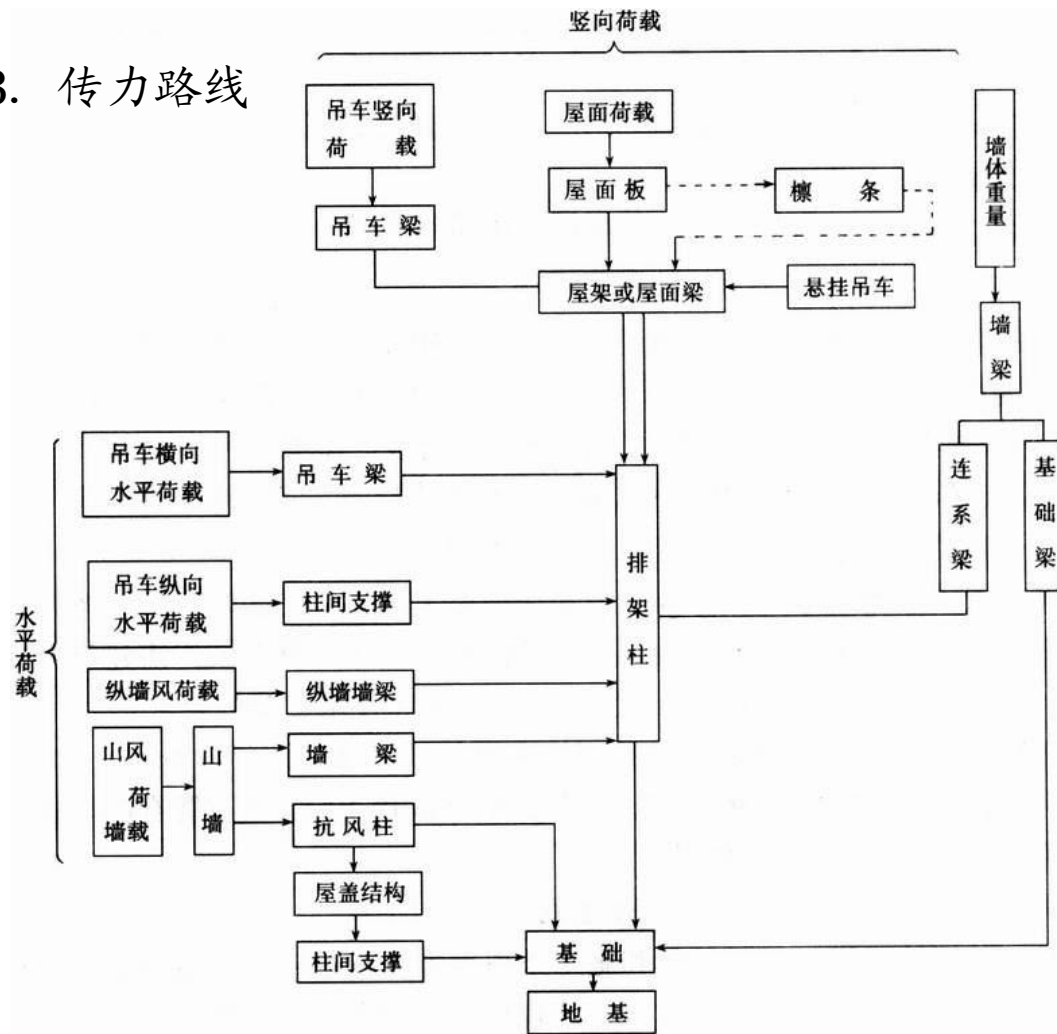 竖向荷载
3. 传力路线
吊车竖向
荷 载
屋面荷载
墙体重量
屋面板
檩 条
吊车梁
屋架或屋面梁
悬挂吊车
墙梁
水平荷载
吊车横向
水平荷载
吊车梁
排架柱
连系梁
基础梁
吊车纵向
水平荷载
柱间支撑
纵墙风荷载
纵墙墙梁
山风
荷
墙载
山墙
墙 梁
抗风柱
屋盖结构
柱间支撑
基 础
地 基